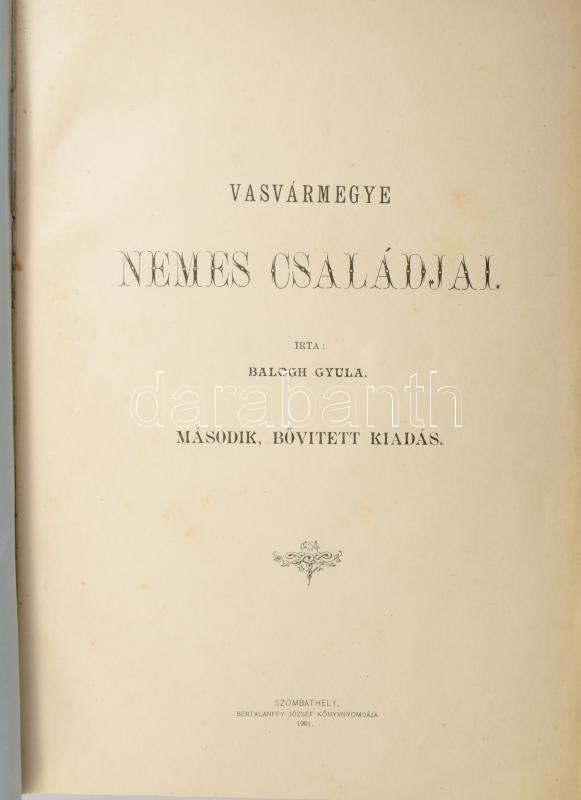 VASVÁRMEGYE
NEMES CSALÁDJAI.
IRTA:
BALOGH GYULA.
darabanth
MÁSODIK, BŐVITETT KIADÁS.
SZOMBATHELY,
BERTALANFFY JÓZSEF KÖNYVNYOMDÁJA
1901.